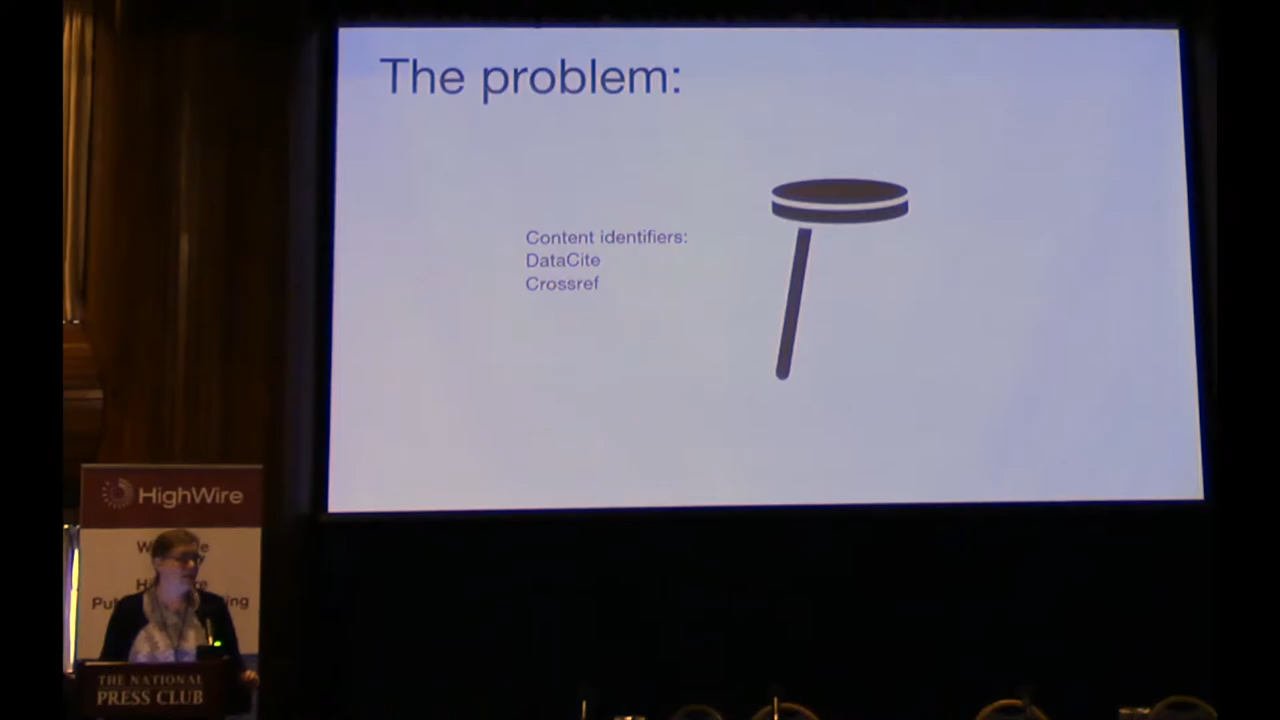 The problem:
Content identifiers:
DataCite
Crossref
HighWire
THE NATIONAL
PRESS CLUB